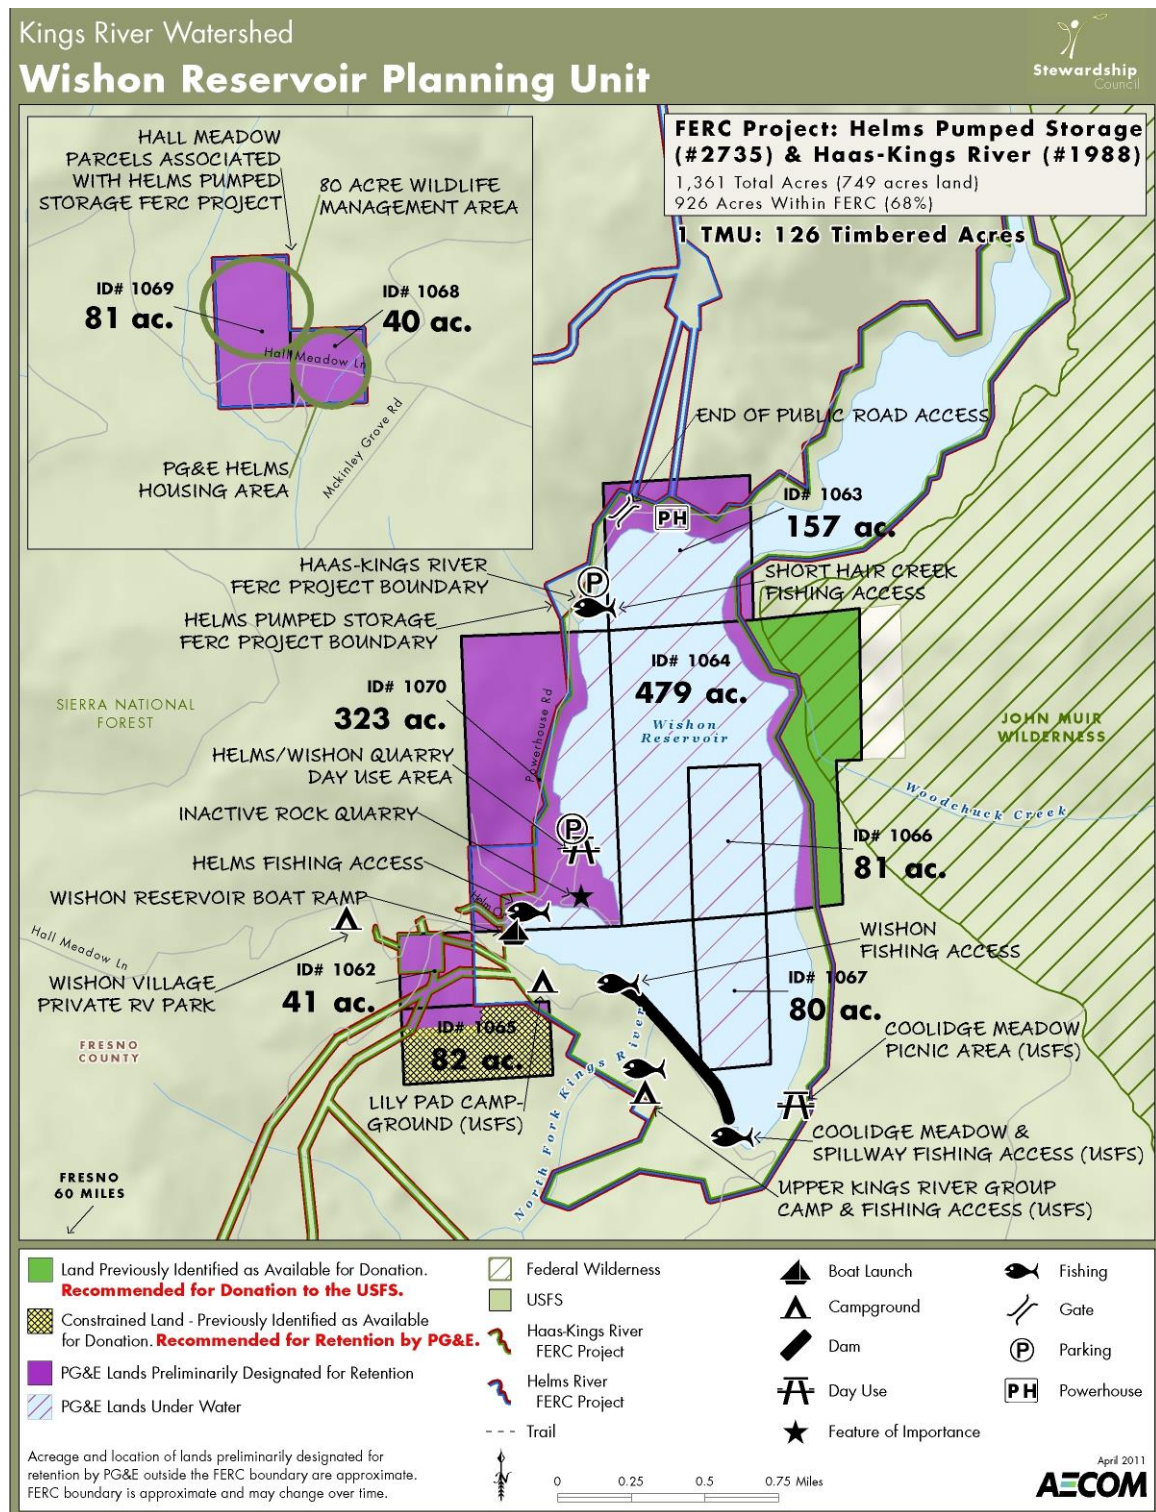 Kings River Watershed
Wishon Reservoir Planning Unit
Stewardship
Council
HALL MEADOW
PARCELS ASSOCIATED
WITH HELMS PUMPED
STORAGE FERC PROJECT
80 ACRE WILDLIFE
MANAGEMENT AREA
ID# 1069
81 ac.
ID# 1068
40 ac.
Hall Meadow Ln
Mckinley Grove Rd
PG&E HELMS
HOUSING AREA
FERC Project: Helms Pumped Storage
(#2735) & Haas-Kings River (#1988)
1,361 Total Acres (749 acres land)
926 Acres Within FERC (68%)
1 TMU: 126 Timbered Acres
END OF PUBLIC ROAD ACCESS
ID# 1063
157 ac.
PH
HAAS-KINGS RIVER
FERC PROJECT BOUNDARY
P
SHORT HAIR CREEK
FISHING ACCESS
HELMS PUMPED STORAGE
FERC PROJECT BOUNDARY
ID# 1064
479 ac.
Wishon
Reservoir
ID# 1070
323 ac.
Powerhouse Rd
SIERRA NATIONAL
FOREST
JOHN MUIR
WILDERNESS
HELMS/WISHON QUARRY
DAY USE AREA
Woodchuck Creek
INACTIVE ROCK QUARRY
P
ID# 1066
81 ac.
HELMS FISHING ACCESS
WISHON RESERVOIR BOAT RAMP
Hall Meadow Ln
WISHON
FISHING ACCESS
WISHON VILLAGE
PRIVATE RV PARK
ID# 1062
41 ac.
ID# 1067
80 ac.
FRESNO
COUNTY
ID# 1065
82 ac.
COOLIDGE MEADOW
PICNIC AREA (USFS)
North Fork Kings River
LILY PAD CAMP-
GROUND (USFS)
COOLIDGE MEADOW &
SPILLWAY FISHING ACCESS (USFS)
FRESNO
60 MILES
UPPER KINGS RIVER GROUP
CAMP & FISHING ACCESS (USFS)
Land Previously Identified as Available for Donation.
Recommended for Donation to the USFS.
Constrained Land - Previously Identified as Available
for Donation. Recommended for Retention by PG&E.
PG&E Lands Preliminarily Designated for Retention
PG&E Lands Under Water
Federal Wilderness
USFS
Haas-Kings River
FERC Project
Helms River
FERC Project
Trail
Boat Launch
Campground
Dam
Day Use
Feature of Importance
Fishing
Gate
P Parking
PH Powerhouse
Acreage and location of lands preliminarily designated for
retention by PG&E outside the FERC boundary are approximate.
FERC boundary is approximate and may change over time.
N
0 0.25 0.5 0.75 Miles
April 2011
AECOM